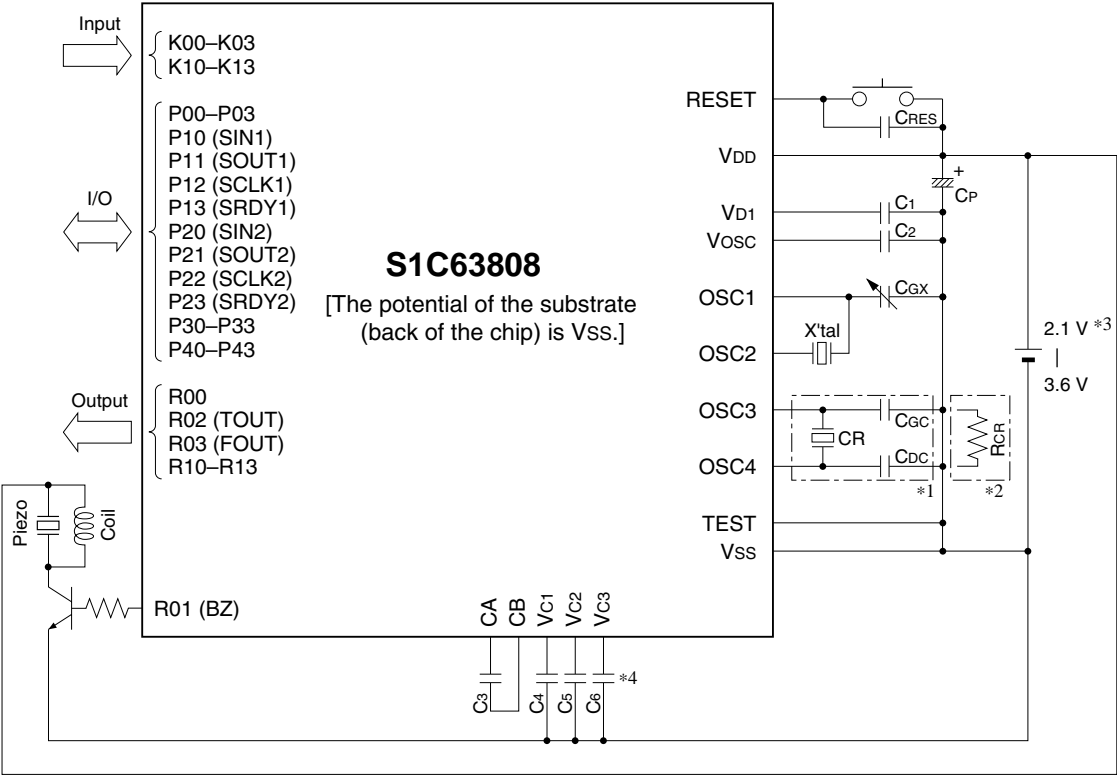 Input
K00–K03
K10–K13
I/O
P00–P03
P10 (SIN1)
P11 (SOUT1)
P12 (SCLK1)
P13 (SRDY1)
P20 (SIN2)
P21 (SOUT2)
P22 (SCLK2)
P23 (SRDY2)
P30–P33
P40–P43
Output
R00
R02 (TOUT)
R03 (FOUT)
R10–R13
Piezo
Coil
R01 (BZ)
S1C63808
[The potential of the substrate
(back of the chip) is VSS.]
CA
CB
VC1
VC2
VC3
C3
C4
C5
C6
*4
RESET
VDD
VD1
VOSC
OSC1
OSC2
OSC3
OSC4
TEST
VSS
CRES
+
CP
C1
C2
CGX
X'tal
CGC
CR
CDC
*1
RCR
*2
2.1 V *3
|
3.6 V